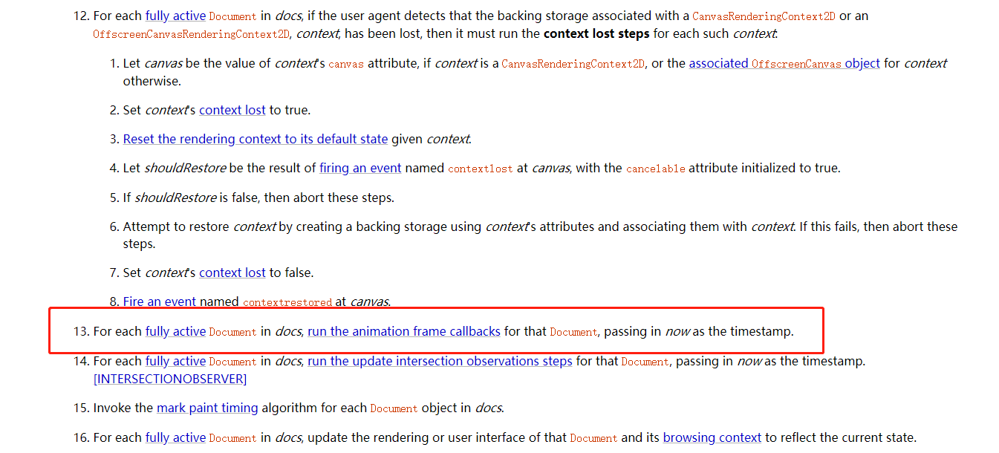 12. For each fully active Document in docs, if the user agent detects that the backing storage associated with a CanvasRenderingContext2D or an
OffscreenCanvasRenderingContext2D, context, has been lost, then it must run the context lost steps for each such context:
1. Let canvas be the value of context's canvas attribute, if context is a CanvasRenderingContext2D, or the associated OffscreenCanvas object for context
otherwise.
2. Set context's context lost to true.
3. Reset the rendering context to its default state given context.
4. Let shouldRestore be the result of firing an event named contextlost at canvas, with the cancelable attribute initialized to true.
5. If shouldRestore is false, then abort these steps.
6. Attempt to restore context by creating a backing storage using context's attributes and associating them with context. If this fails, then abort these
steps.
7. Set context's context lost to false.
8. Fire an event named contextrestored at canvas.
13. For each fully active Document in docs, run the animation frame callbacks for that Document, passing in now as the timestamp.
14. For each fully active Document in docs, run the update intersection observations steps for that Document, passing in now as the timestamp.
[INTERSECTIONOBSERVER]
15. Invoke the mark paint timing algorithm for each Document object in docs.
16. For each fully active Document in docs, update the rendering or user interface of that Document and its browsing context to reflect the current state.